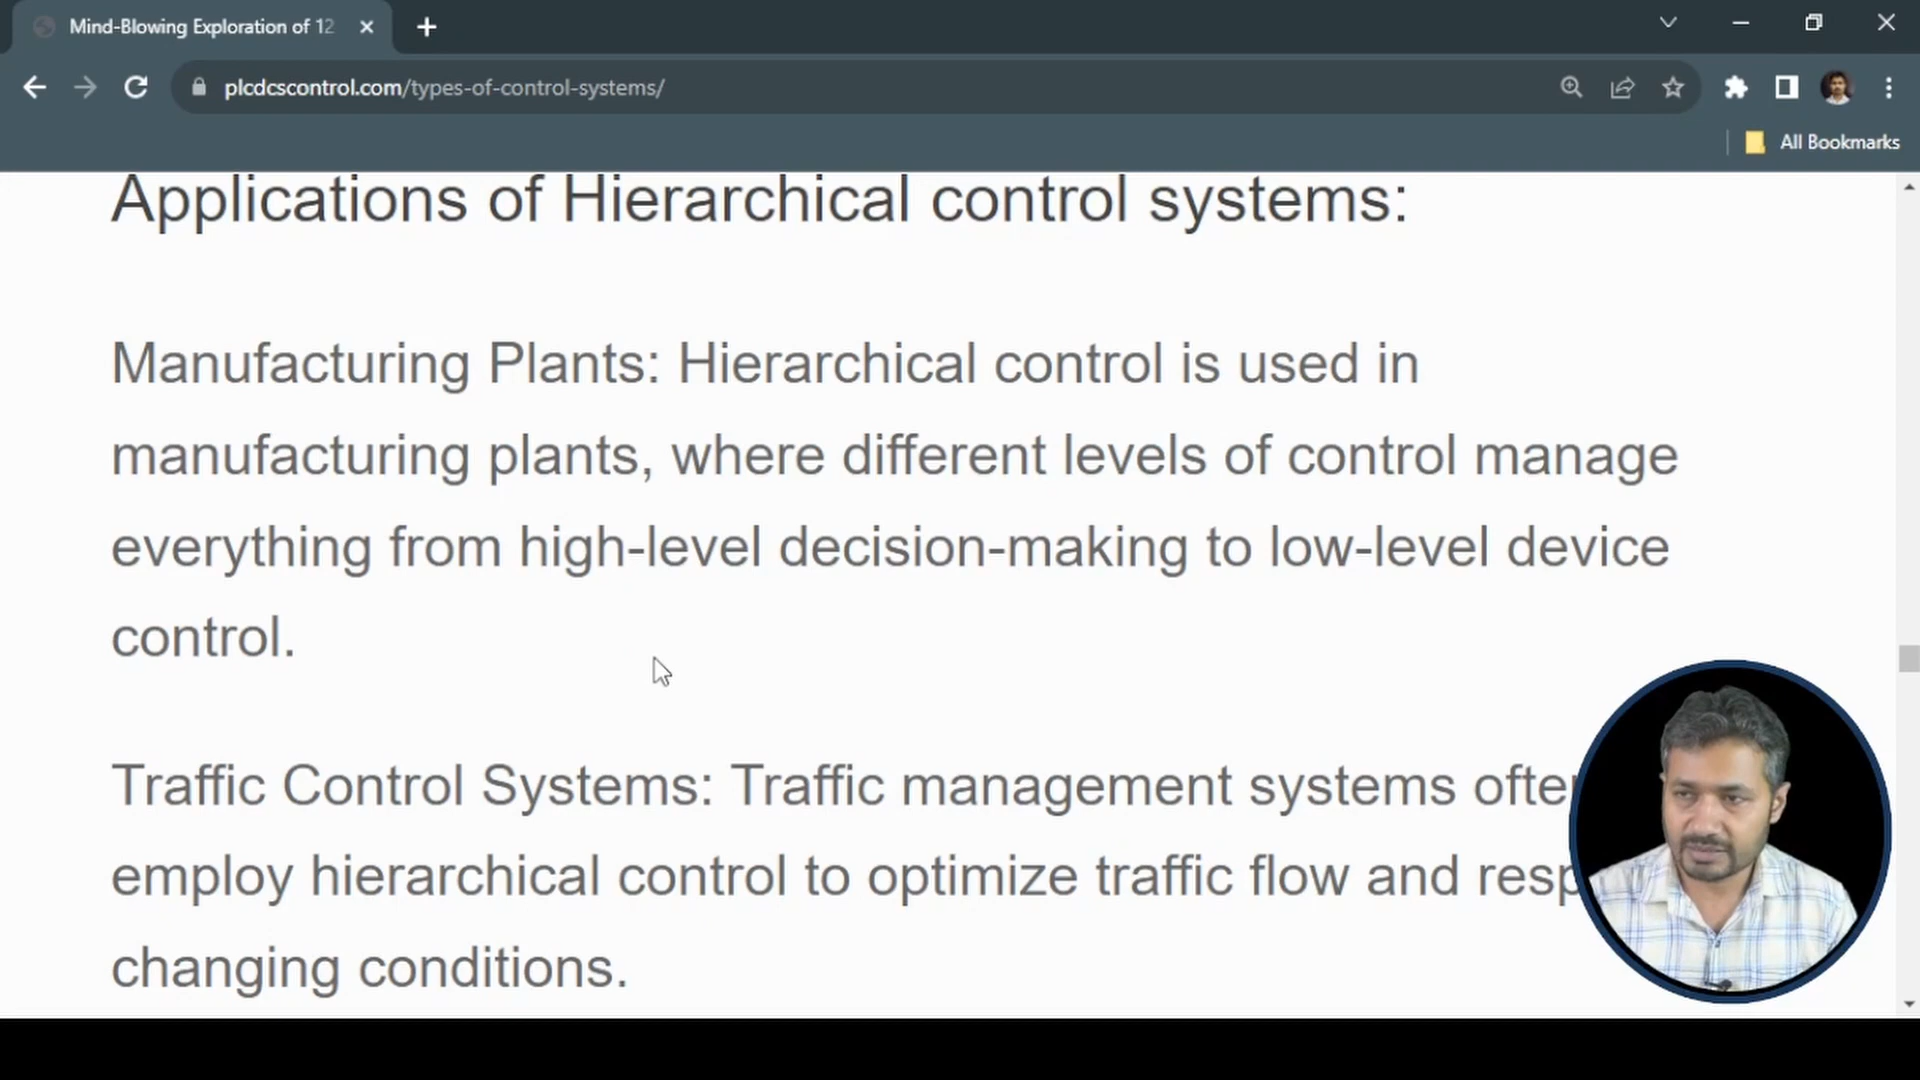 Mind-Blowing Exploration of 12
plcdcscontrol.com/types-of-control-systems/
All Bookmarks
Applications of Hierarchical control systems:
Manufacturing Plants: Hierarchical control is used in
manufacturing plants, where different levels of control manage
everything from high-level decision-making to low-level device
control.
Traffic Control Systems: Traffic management systems
employ hierarchical control to optimize traffic flow and
changing conditions.